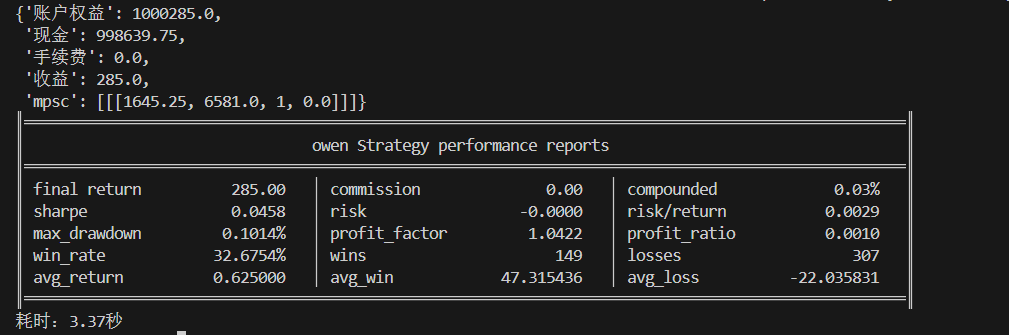 {'账户权益': 1000285.0,
'现金': 998639.75,
'手续费': 0.0,
'收益': 285.0,
'mpsc': [[[1645.25, 6581.0, 1, 0.0]]]}
owen Strategy performance reports
final return 285.00 commission 0.00 compounded 0.03%
sharpe 0.0458 risk -0.0000 risk/return 0.0029
max_drawdown 0.1014% profit_factor 1.0422 profit_ratio 0.0010
win_rate 32.6754% wins 149 losses 307
avg_return 0.625000 avg_win 47.315436 avg_loss -22.035831
耗时：3.37秒